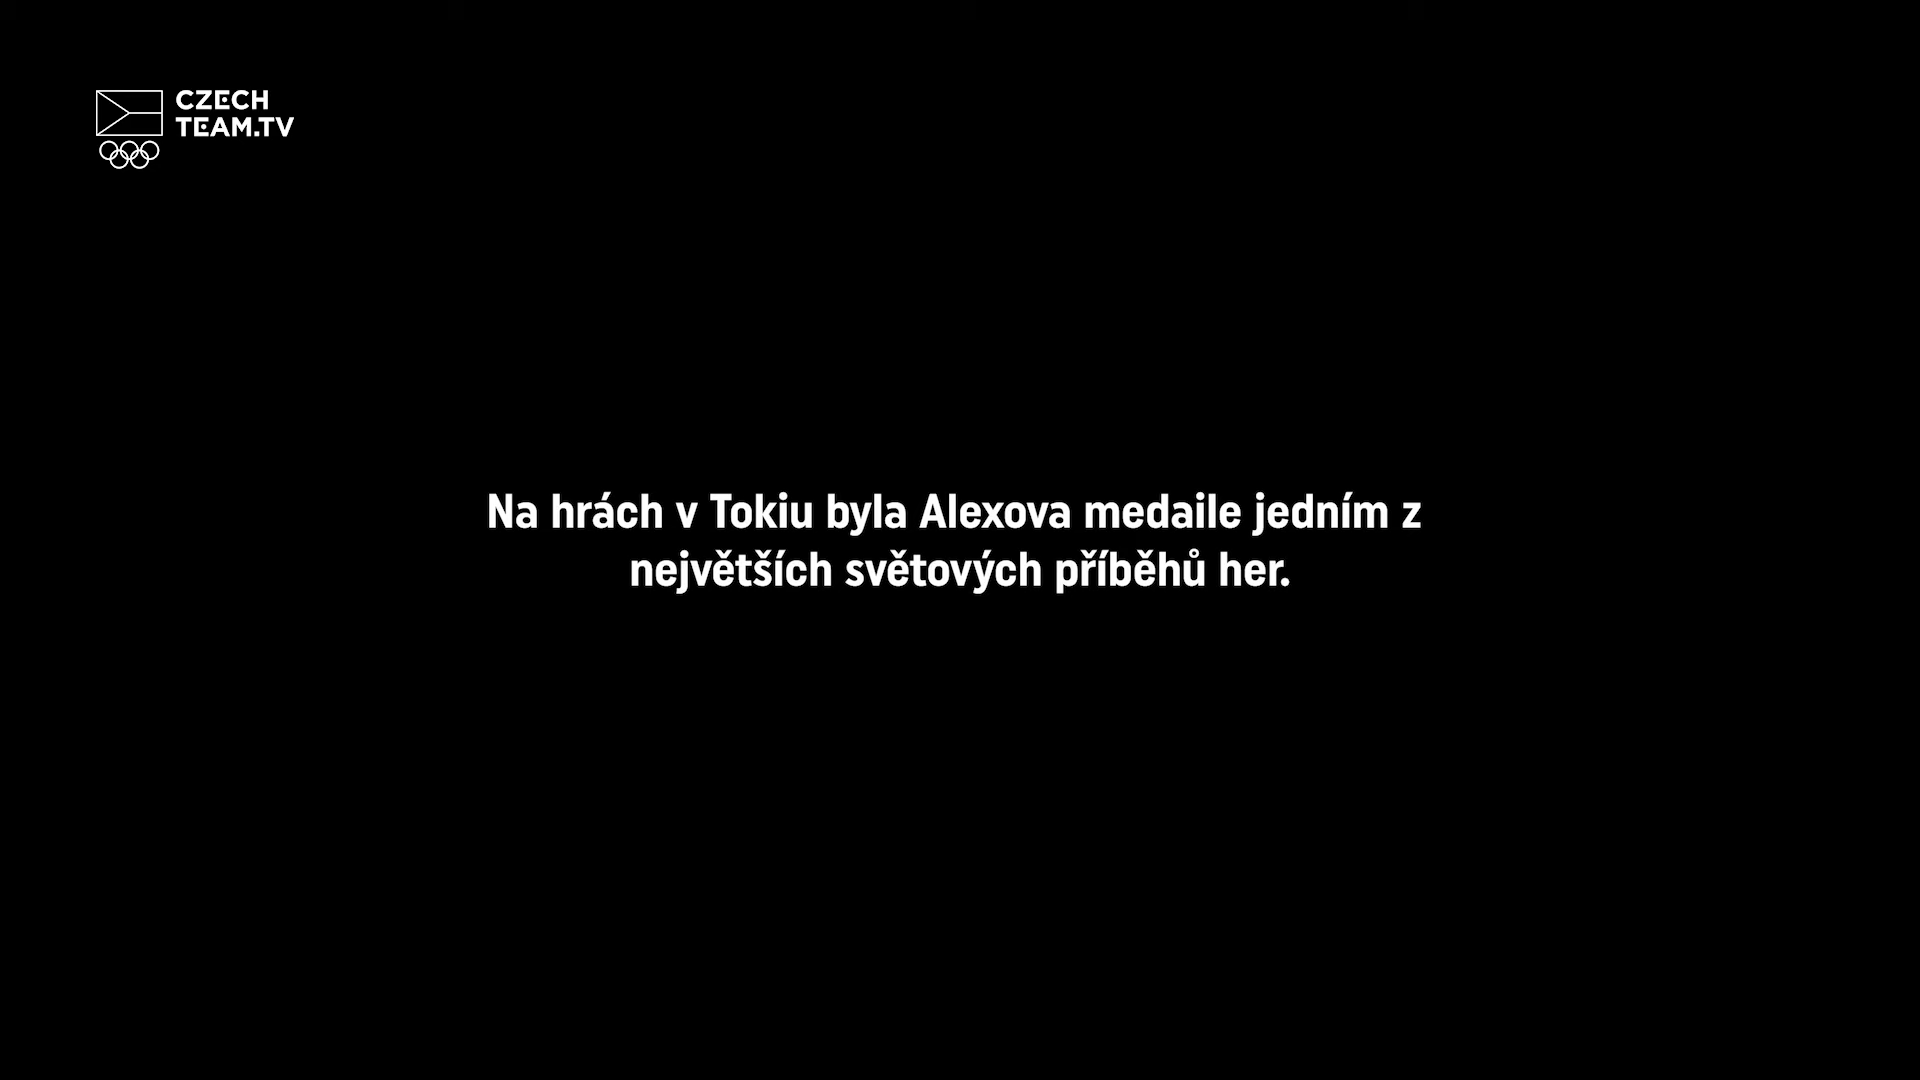 CZECH
TEAM.TV
Na hrách v Tokiu byla Alexova medaile jedním z
největších světových příběhů her.